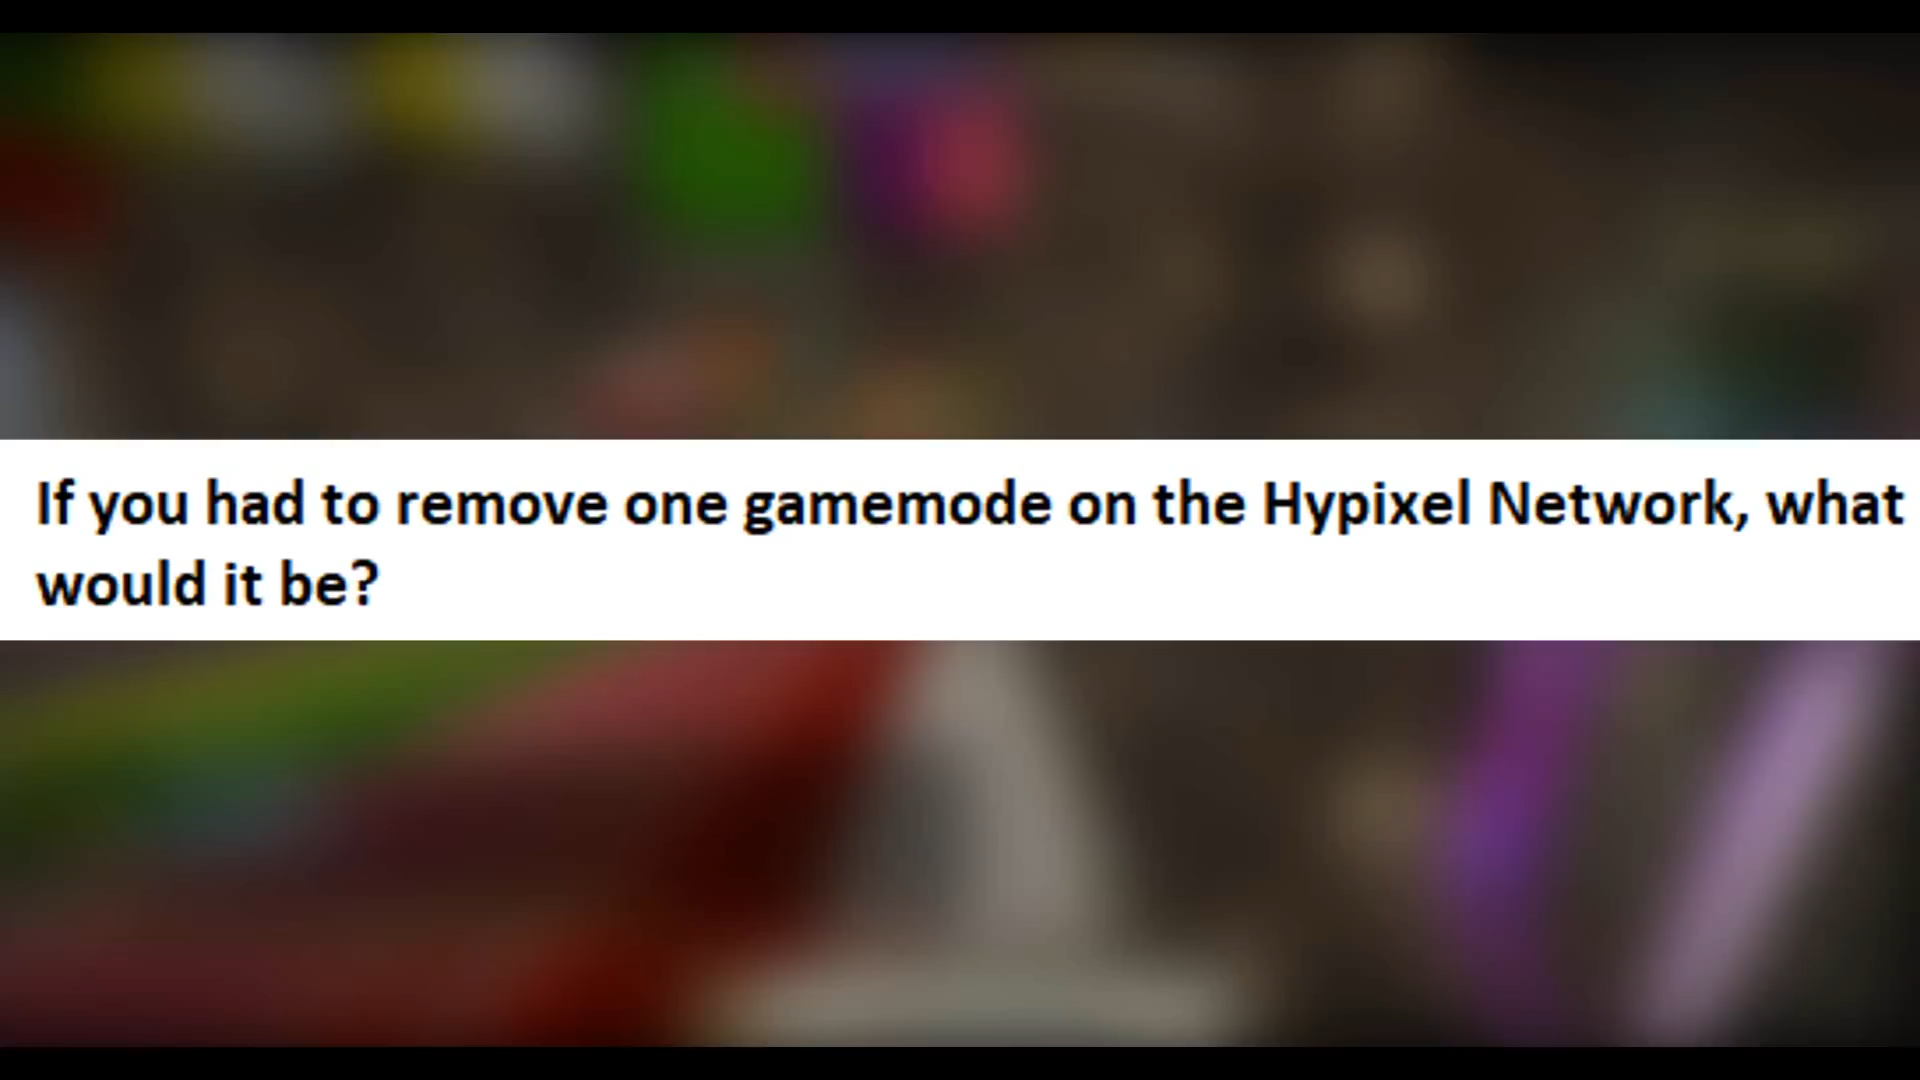 If you had to remove one gamemode on the Hypixel Network, what
would it be?